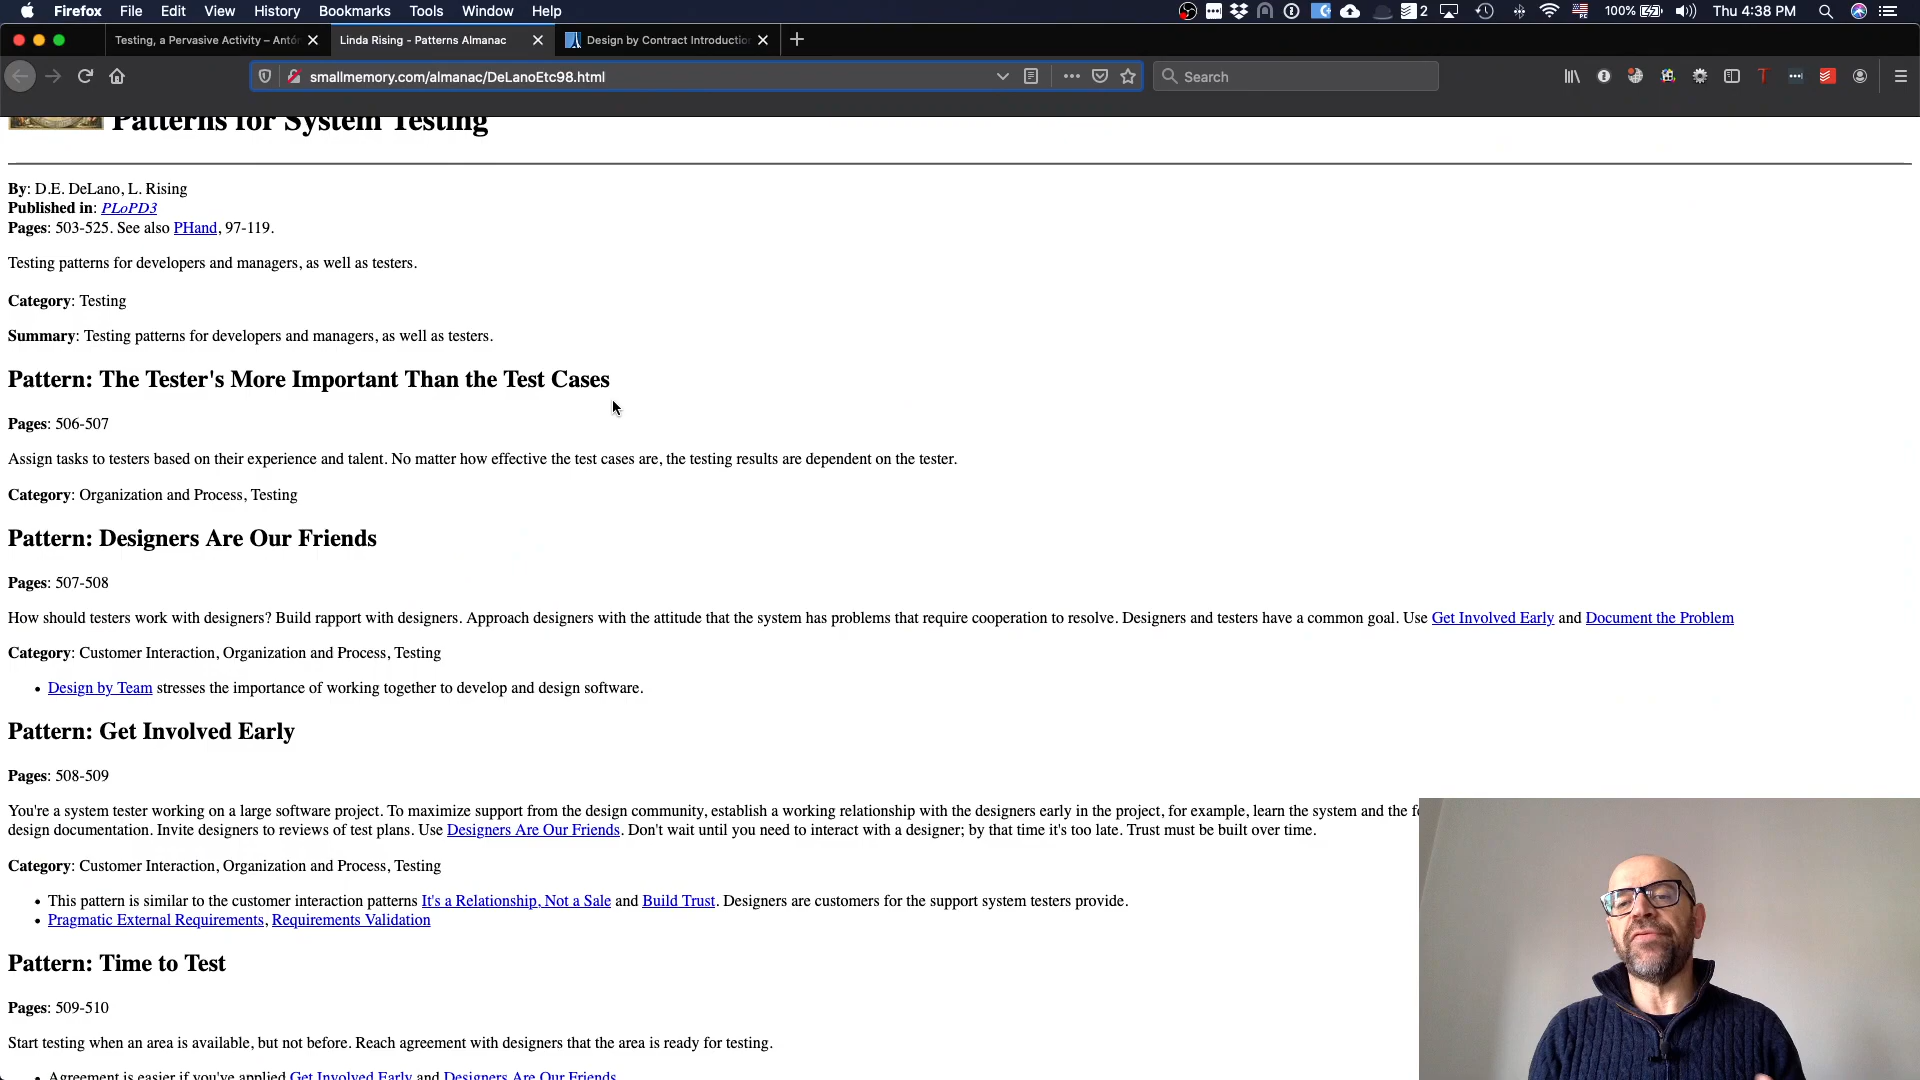 Firefox File Edit View History Bookmarks Tools Window Help 2 100% Thu 4:38 PM
Testing, a Pervasive Activity – Antó Linda Rising - Patterns Almanac Design by Contract Introductio
smallmemory.com/almanac/DeLanoEtc98.html Search
Patterns for System Testing
By: D.E. DeLano, L. Rising
Published in: PLoPD3
Pages: 503-525. See also PHand, 97-119.
Testing patterns for developers and managers, as well as testers.
Category: Testing
Summary: Testing patterns for developers and managers, as well as testers.
Pattern: The Tester's More Important Than the Test Cases
Pages: 506-507
Assign tasks to testers based on their experience and talent. No matter how effective the test cases are, the testing results are dependent on the tester.
Category: Organization and Process, Testing
Pattern: Designers Are Our Friends
Pages: 507-508
How should testers work with designers? Build rapport with designers. Approach designers with the attitude that the system has problems that require cooperation to resolve. Designers and testers have a common goal. Use Get Involved Early and Document the Problem
Category: Customer Interaction, Organization and Process, Testing
• Design by Team stresses the importance of working together to develop and design software.
Pattern: Get Involved Early
Pages: 508-509
You're a system tester working on a large software project. To maximize support from the design community, establish a working relationship with the designers early in the project, for example, learn the system and the
design documentation. Invite designers to reviews of test plans. Use Designers Are Our Friends. Don't wait until you need to interact with a designer; by that time it's too late. Trust must be built over time.
Category: Customer Interaction, Organization and Process, Testing
• This pattern is similar to the customer interaction patterns It's a Relationship, Not a Sale and Build Trust. Designers are customers for the support system testers provide.
• Pragmatic External Requirements, Requirements Validation
Pattern: Time to Test
Pages: 509-510
Start testing when an area is available, but not before. Reach agreement with designers that the area is ready for testing.
• Agreement is easier if you've applied Get Involved Early and Designers Are Our Friends.